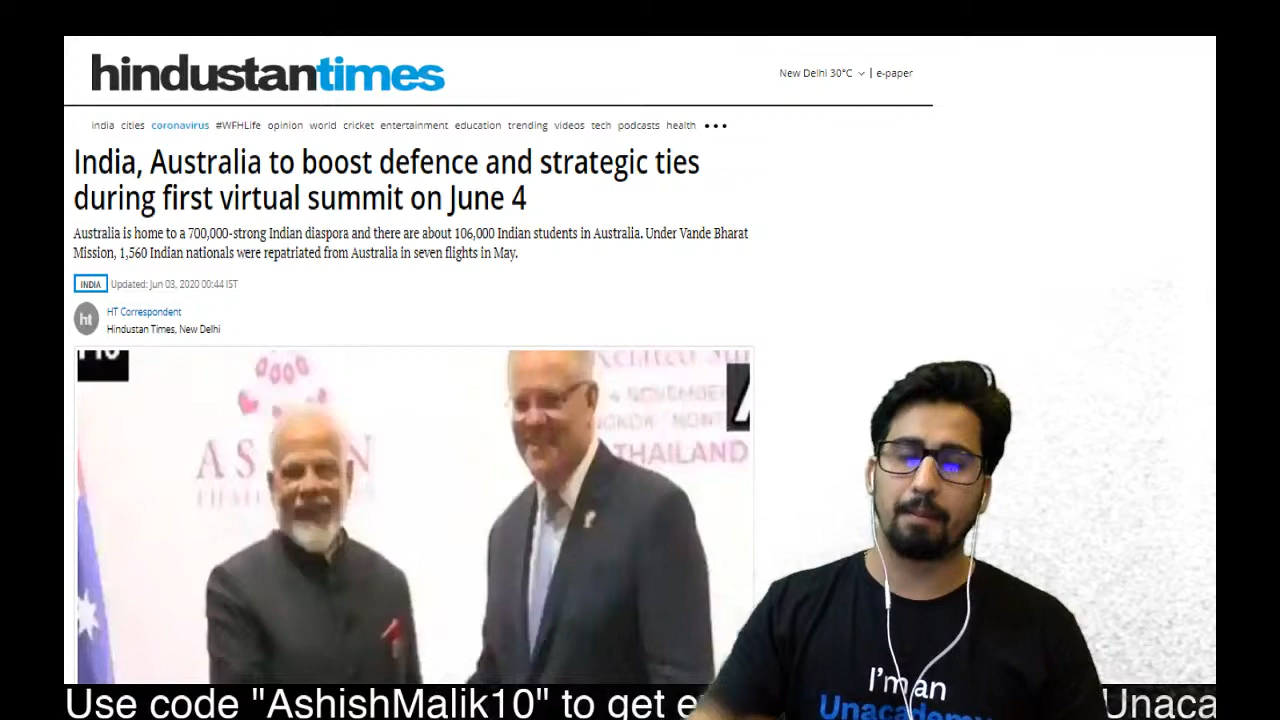 hindustantimes
New Delhi 30°C | e-paper
india cities coronavirus #WFHLife opinion world cricket entertainment education trending videos tech podcasts health •••
India, Australia to boost defence and strategic ties
during first virtual summit on June 4
Australia is home to a 700,000-strong Indian diaspora and there are about 106,000 Indian students in Australia. Under Vande Bharat
Mission, 1,560 Indian nationals were repatriated from Australia in seven flights in May.
INDIA Updated: Jun 03, 2020 00:44 IST
ht
HT Correspondent
Hindustan Times, New Delhi
4 NOVEMBER
THAILAND
I'm an
Unacademy
Use code "AshishMalik10" to get